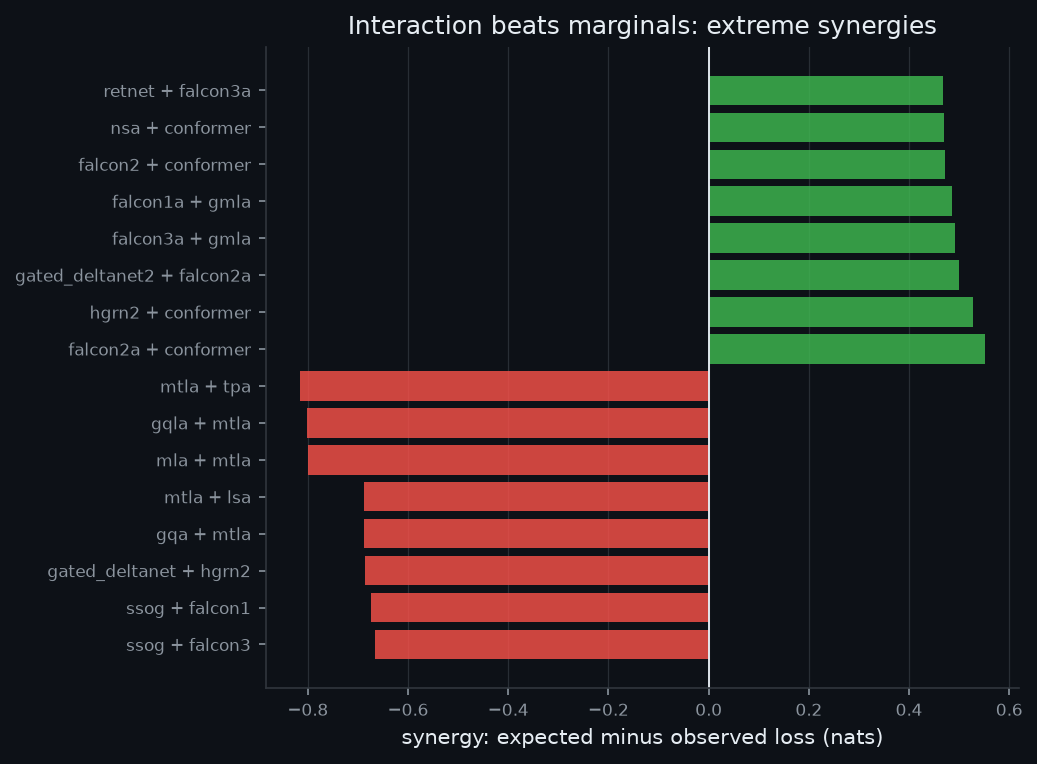 Interaction beats marginals: extreme synergies
retnet + falcon3a
nsa + conformer
falcon2 + conformer
falcon1a + gmla
falcon3a + gmla
gated_deltanet2 + falcon2a
hgrn2 + conformer
falcon2a + conformer
mtla + tpa
gqla + mtla
mla + mtla
mtla + lsa
gqa + mtla
gated_deltanet + hgrn2
ssog + falcon1
ssog + falcon3
−0.8 −0.6 −0.4 −0.2 0.0 0.2 0.4 0.6
synergy: expected minus observed loss (nats)